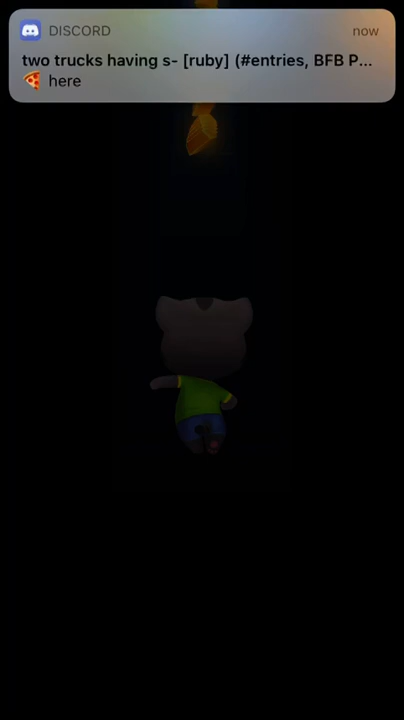 DISCORD now
two trucks having s- [ruby] (#entries, BFB P...
🍕 here